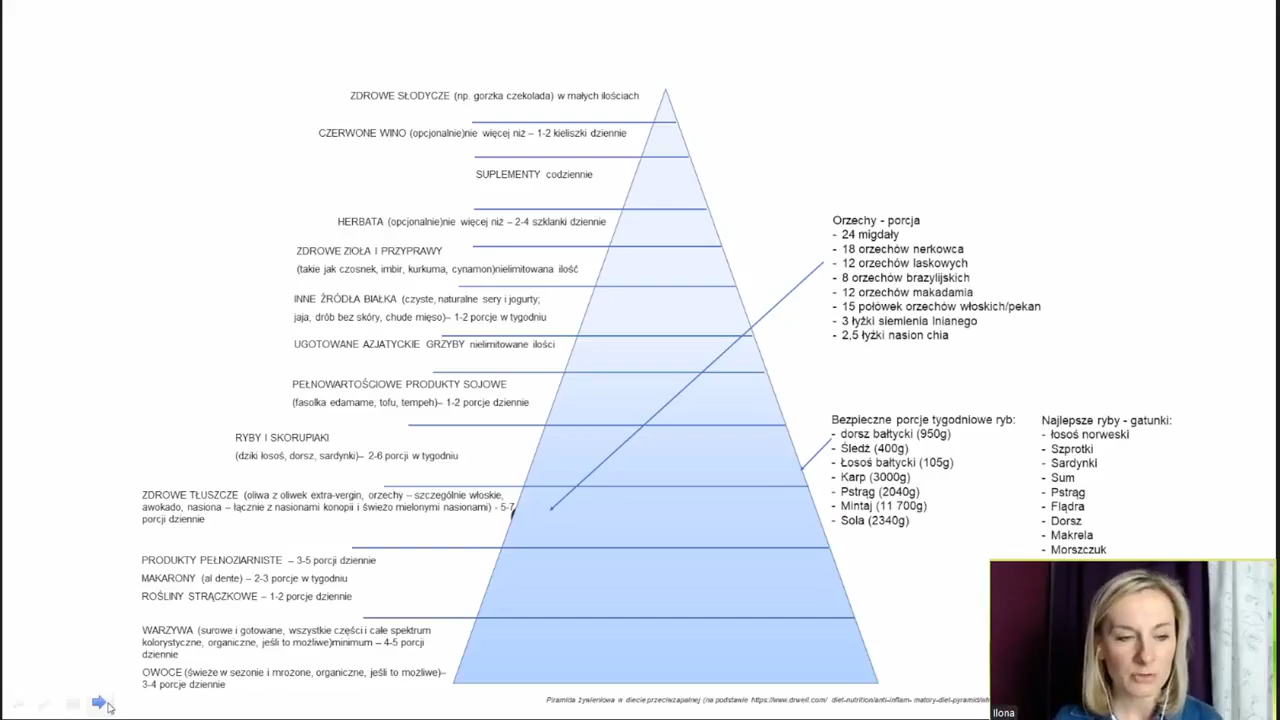 ZDROWE SŁODYCZE (np. gorzka czekolada) w małych ilościach
CZERWONE WINO (opcjonalnie)nie więcej niż – 1-2 kieliszki dziennie
SUPLEMENTY codziennie
HERBATA (opcjonalnie)nie więcej niż – 2-4 szklanki dziennie
ZDROWE ZIOŁA I PRZYPRAWY
(takie jak czosnek, imbir, kurkuma, cynamon)nielimitowana ilość
INNE ŹRÓDŁA BIAŁKA (czyste, naturalne sery i jogurty;
jaja, drób bez skóry, chude mięso)– 1-2 porcje w tygodniu
UGOTOWANE AZJATYCKIE GRZYBY nielimitowane ilości
PEŁNOWARTOŚCIOWE PRODUKTY SOJOWE
(fasolka edamame, tofu, tempeh)– 1-2 porcje dziennie
RYBY I SKORUPIAKI
(dziki łosoś, dorsz, sardynki)– 2-6 porcji w tygodniu
ZDROWE TŁUSZCZE (oliwa z oliwek extra-vergin, orzechy – szczególnie włoskie,
awokado, nasiona – łącznie z nasionami konopi i świeżo mielonymi nasionami) - 5-7
porcji dziennie
PRODUKTY PEŁNOZIARNISTE – 3-5 porcji dziennie
MAKARONY (al dente) – 2-3 porcje w tygodniu
ROŚLINY STRĄCZKOWE – 1-2 porcje dziennie
WARZYWA (surowe i gotowane, wszystkie części i całe spektrum
kolorystyczne, organiczne, jeśli to możliwe)minimum – 4-5 porcji
dziennie
OWOCE (świeże w sezonie i mrożone, organiczne, jeśli to możliwe)–
3-4 porcje dziennie
Orzechy - porcja
- 24 migdały
- 18 orzechów nerkowca
- 12 orzechów laskowych
- 8 orzechów brazylijskich
- 12 orzechów makadamia
- 15 połówek orzechów włoskich/pekan
- 3 łyżki siemienia lnianego
- 2,5 łyżki nasion chia
Bezpieczne porcje tygodniowe ryb:
- dorsz bałtycki (950g)
- Śledź (400g)
- Łosoś bałtycki (105g)
- Karp (3000g)
- Pstrąg (2040g)
- Mintaj (11 700g)
- Sola (2340g)
Najlepsze ryby - gatunki:
- łosoś norweski
- Szprotki
- Sardynki
- Sum
- Pstrąg
- Flądra
- Dorsz
- Makrela
- Morszczuk
Piramida żywieniowa w diecie przeciwzapalnej (na podstawie https://www.drweil.com/ diet-nutrition/anti-inflam- matory-diet-pyramid/
Ilona